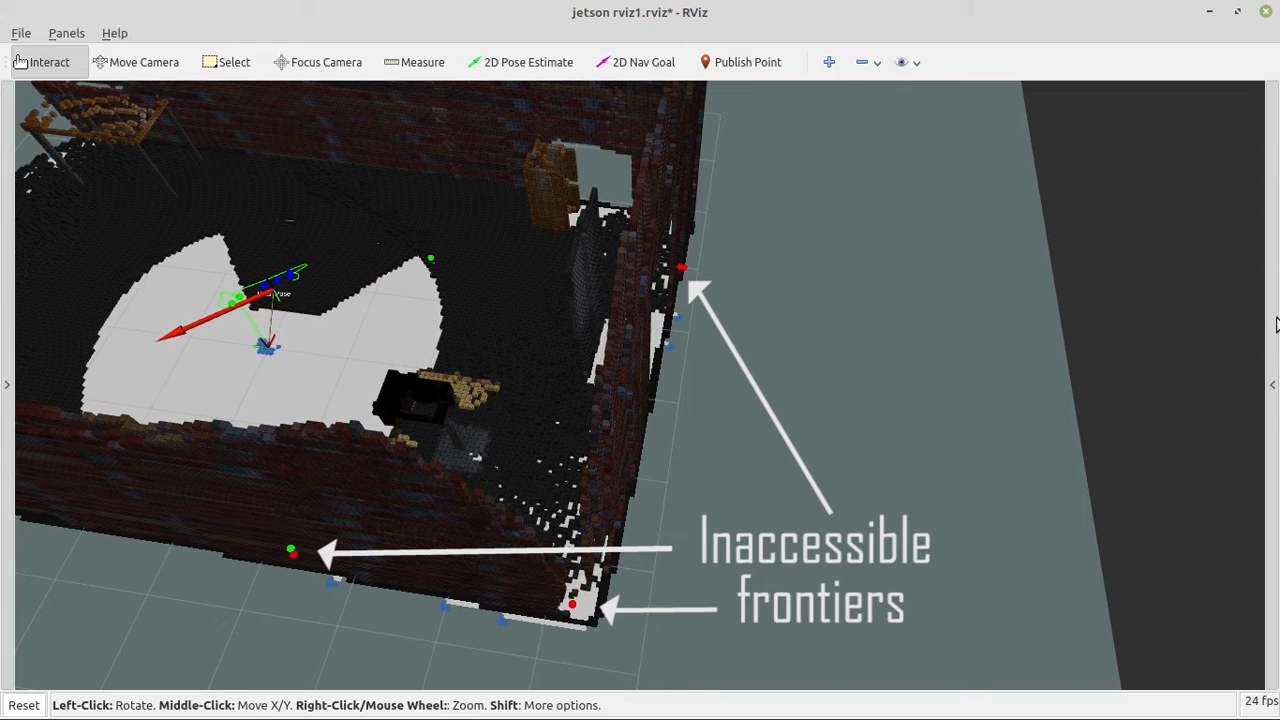 jetson rviz1.rviz* - RViz
File Panels Help
Interact Move Camera Select Focus Camera Measure 2D Pose Estimate 2D Nav Goal Publish Point
Inaccessible
frontiers
Reset Left-Click: Rotate. Middle-Click: Move X/Y. Right-Click/Mouse Wheel:: Zoom. Shift: More options. 24 fps